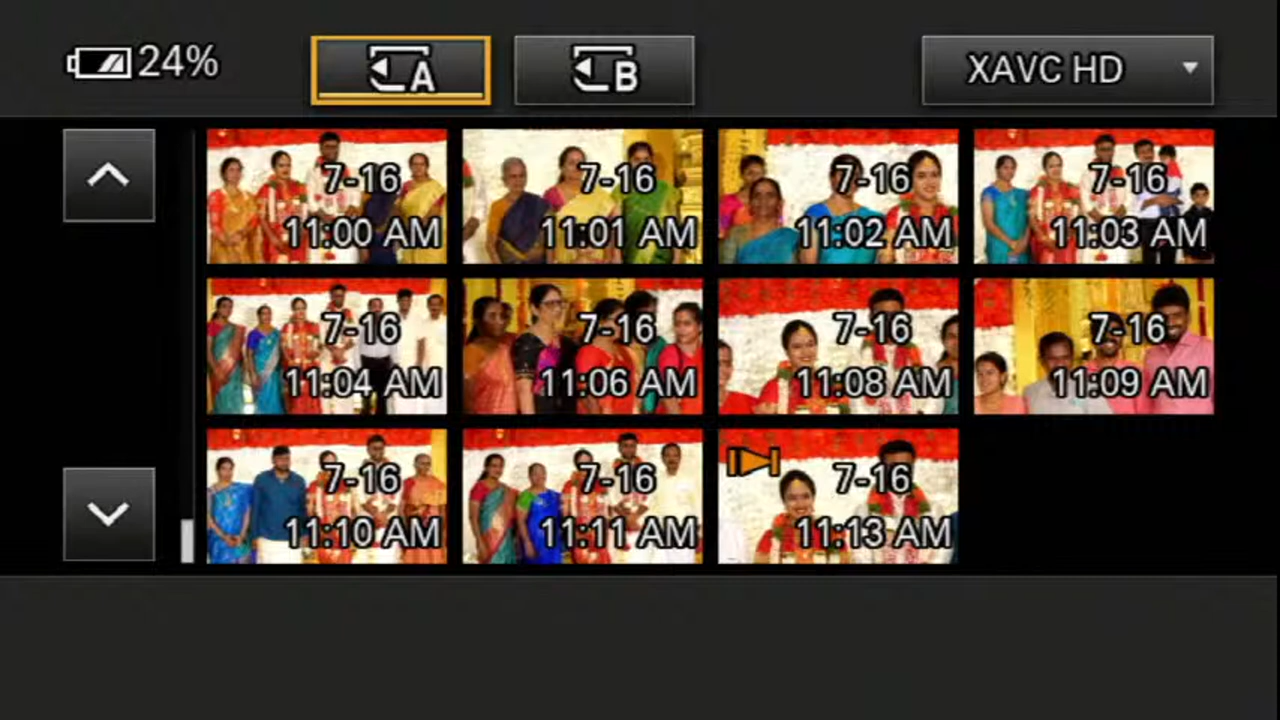 24%
A
B
XAVC HD
7-16
11:00 AM
7-16
11:01 AM
7-16
11:02 AM
7-16
11:03 AM
7-16
11:04 AM
7-16
11:06 AM
7-16
11:08 AM
7-16
11:09 AM
7-16
11:10 AM
7-16
11:11 AM
7-16
11:13 AM